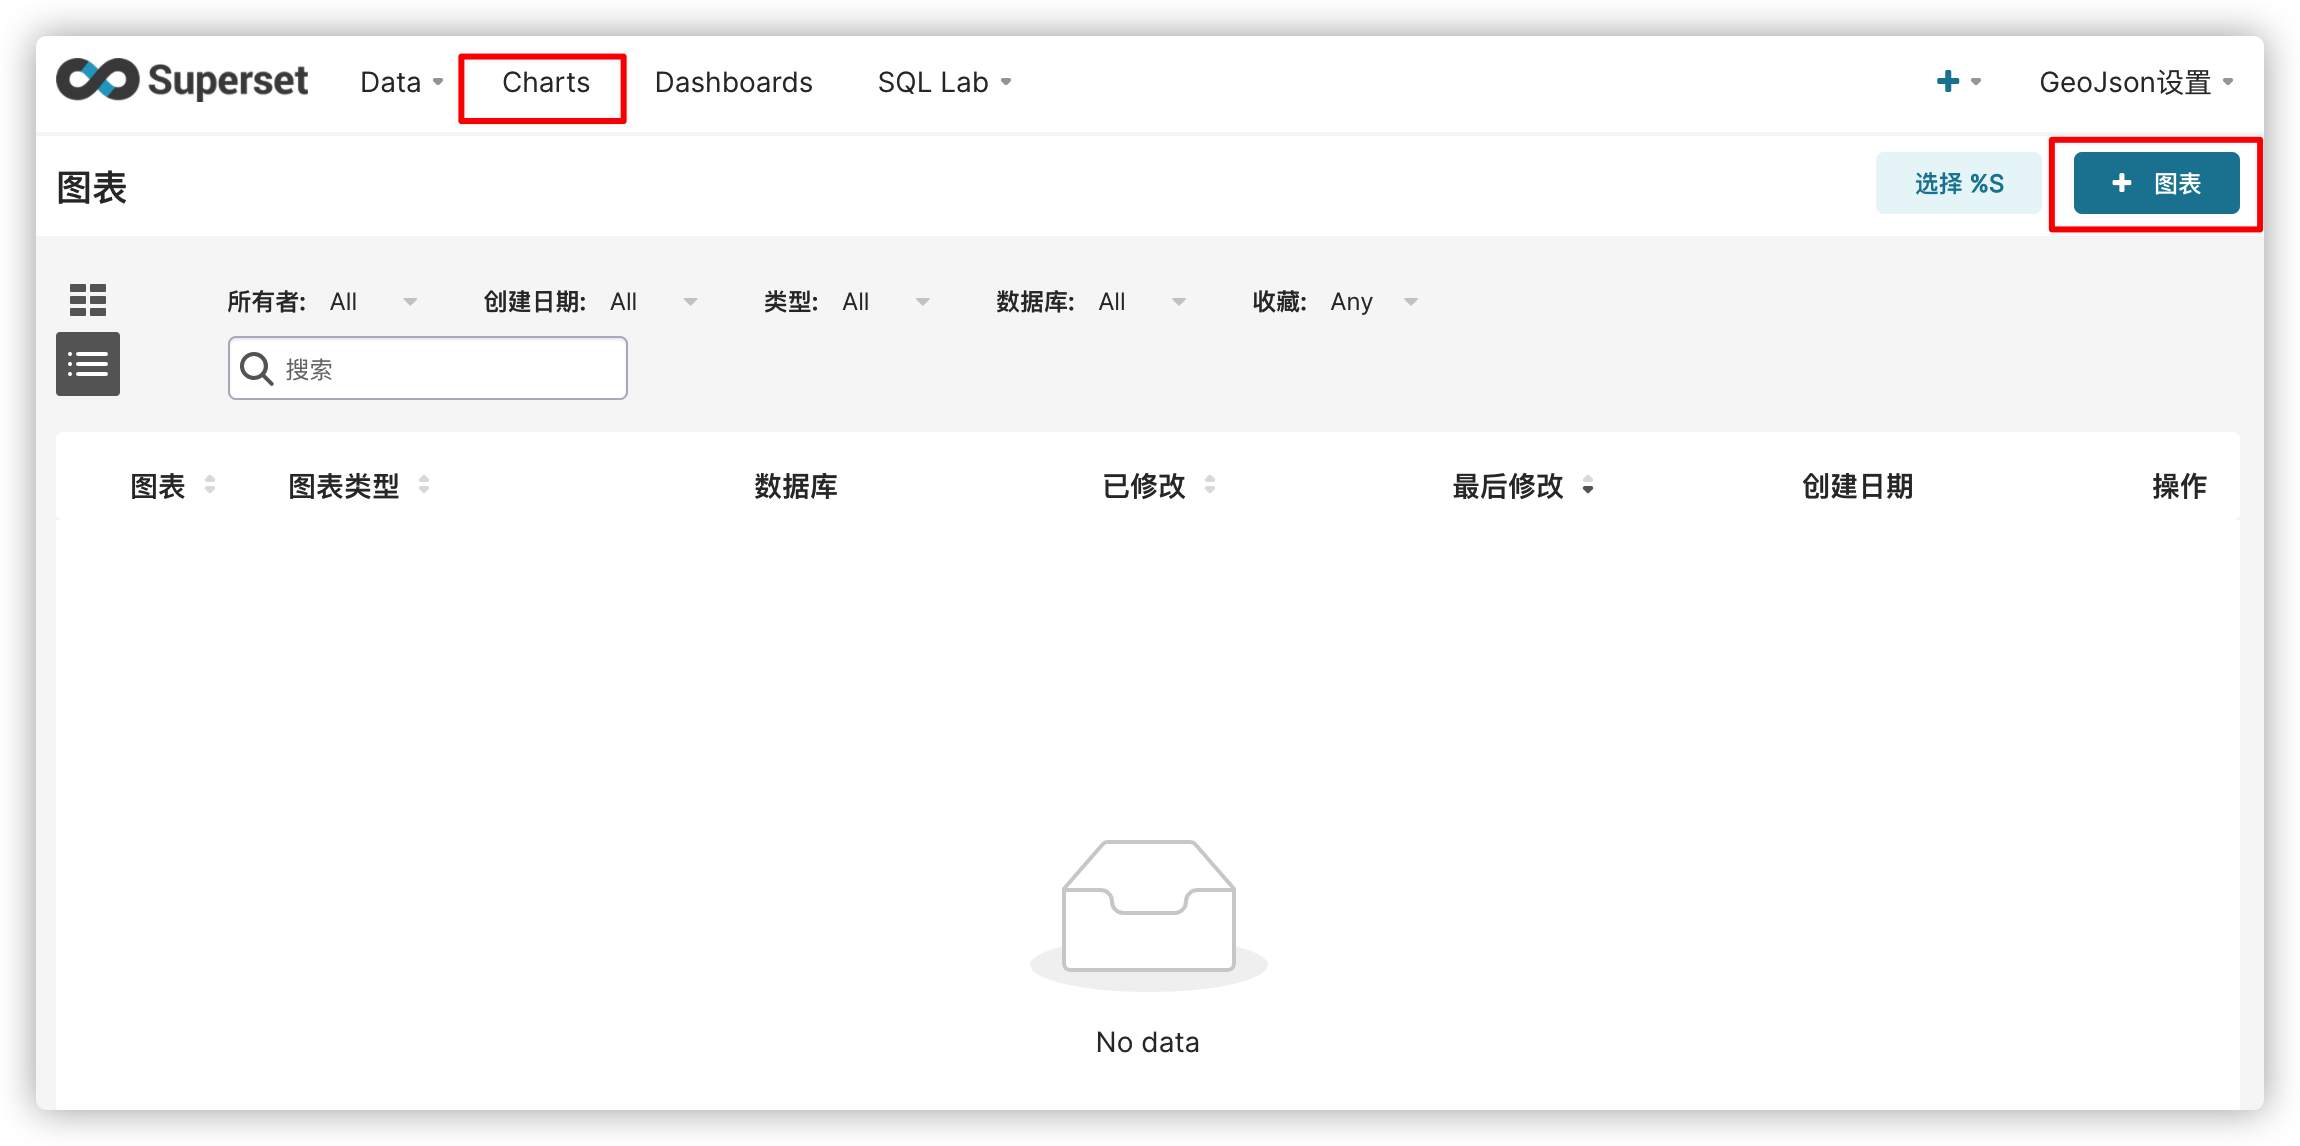 Superset Data Charts Dashboards SQL Lab GeoJson设置
图表 选择 %S + 图表
所有者: All 创建日期: All 类型: All 数据库: All 收藏: Any
搜索
图表 图表类型 数据库 已修改 最后修改 创建日期 操作
No data